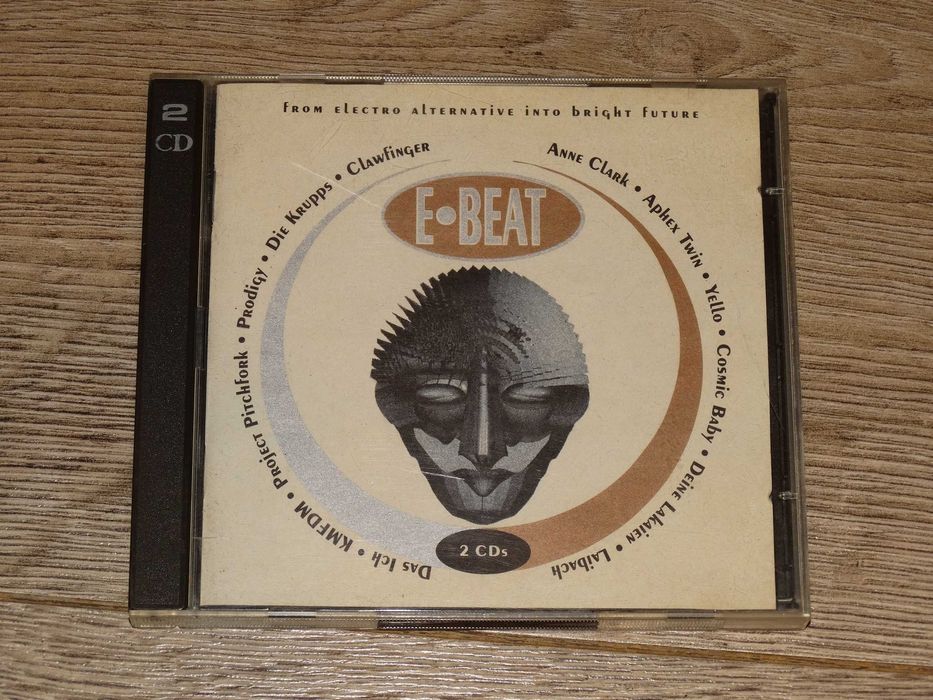 2
CD
from electro alternative into bright future
E•BEAT
Das Ich • KMFDM • Project Pitchfork • Prodigy • Die Krupps • Clawfinger
Anne Clark • Aphex Twin • Yello • Cosmic Baby • Deine Lakaien • Laibach
2 CDs